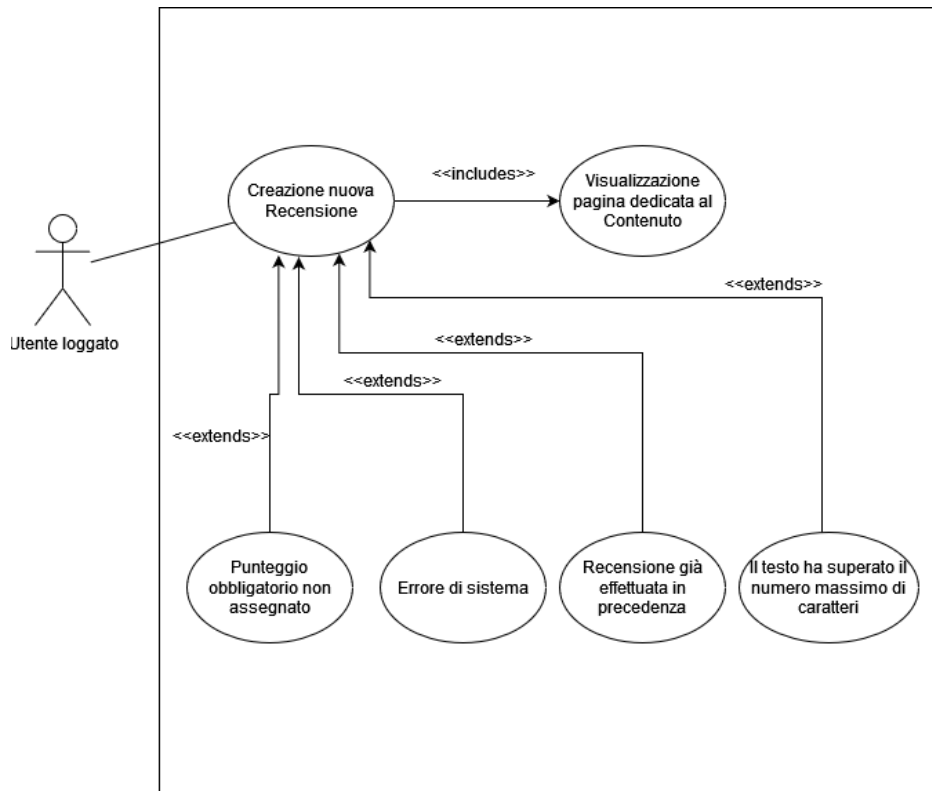 Creazione nuova
Recensione
<<includes>>
Visualizzazione
pagina dedicata al
Contenuto
Utente loggato
<<extends>>
<<extends>>
<<extends>>
<<extends>>
Punteggio
obbligatorio non
assegnato
Errore di sistema
Recensione già
effettuata in
precedenza
Il testo ha superato il
numero massimo di
caratteri